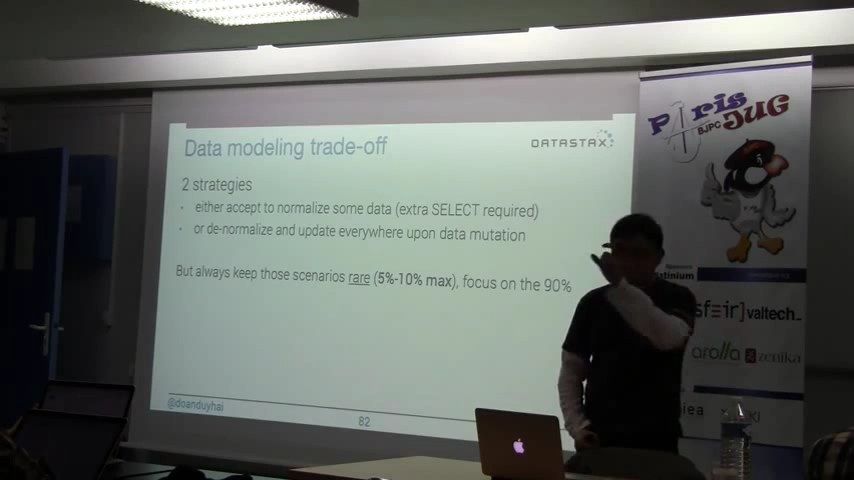 Data modeling trade-off
DATASTAX
2 strategies
- either accept to normalize some data (extra SELECT required)
- or de-normalize and update everywhere upon data mutation
But always keep those scenarios rare (5%-10% max), focus on the 90%
@doanduyhai
82
Paris
BJPC JUG
sfeir] valtech_
arolla zenika